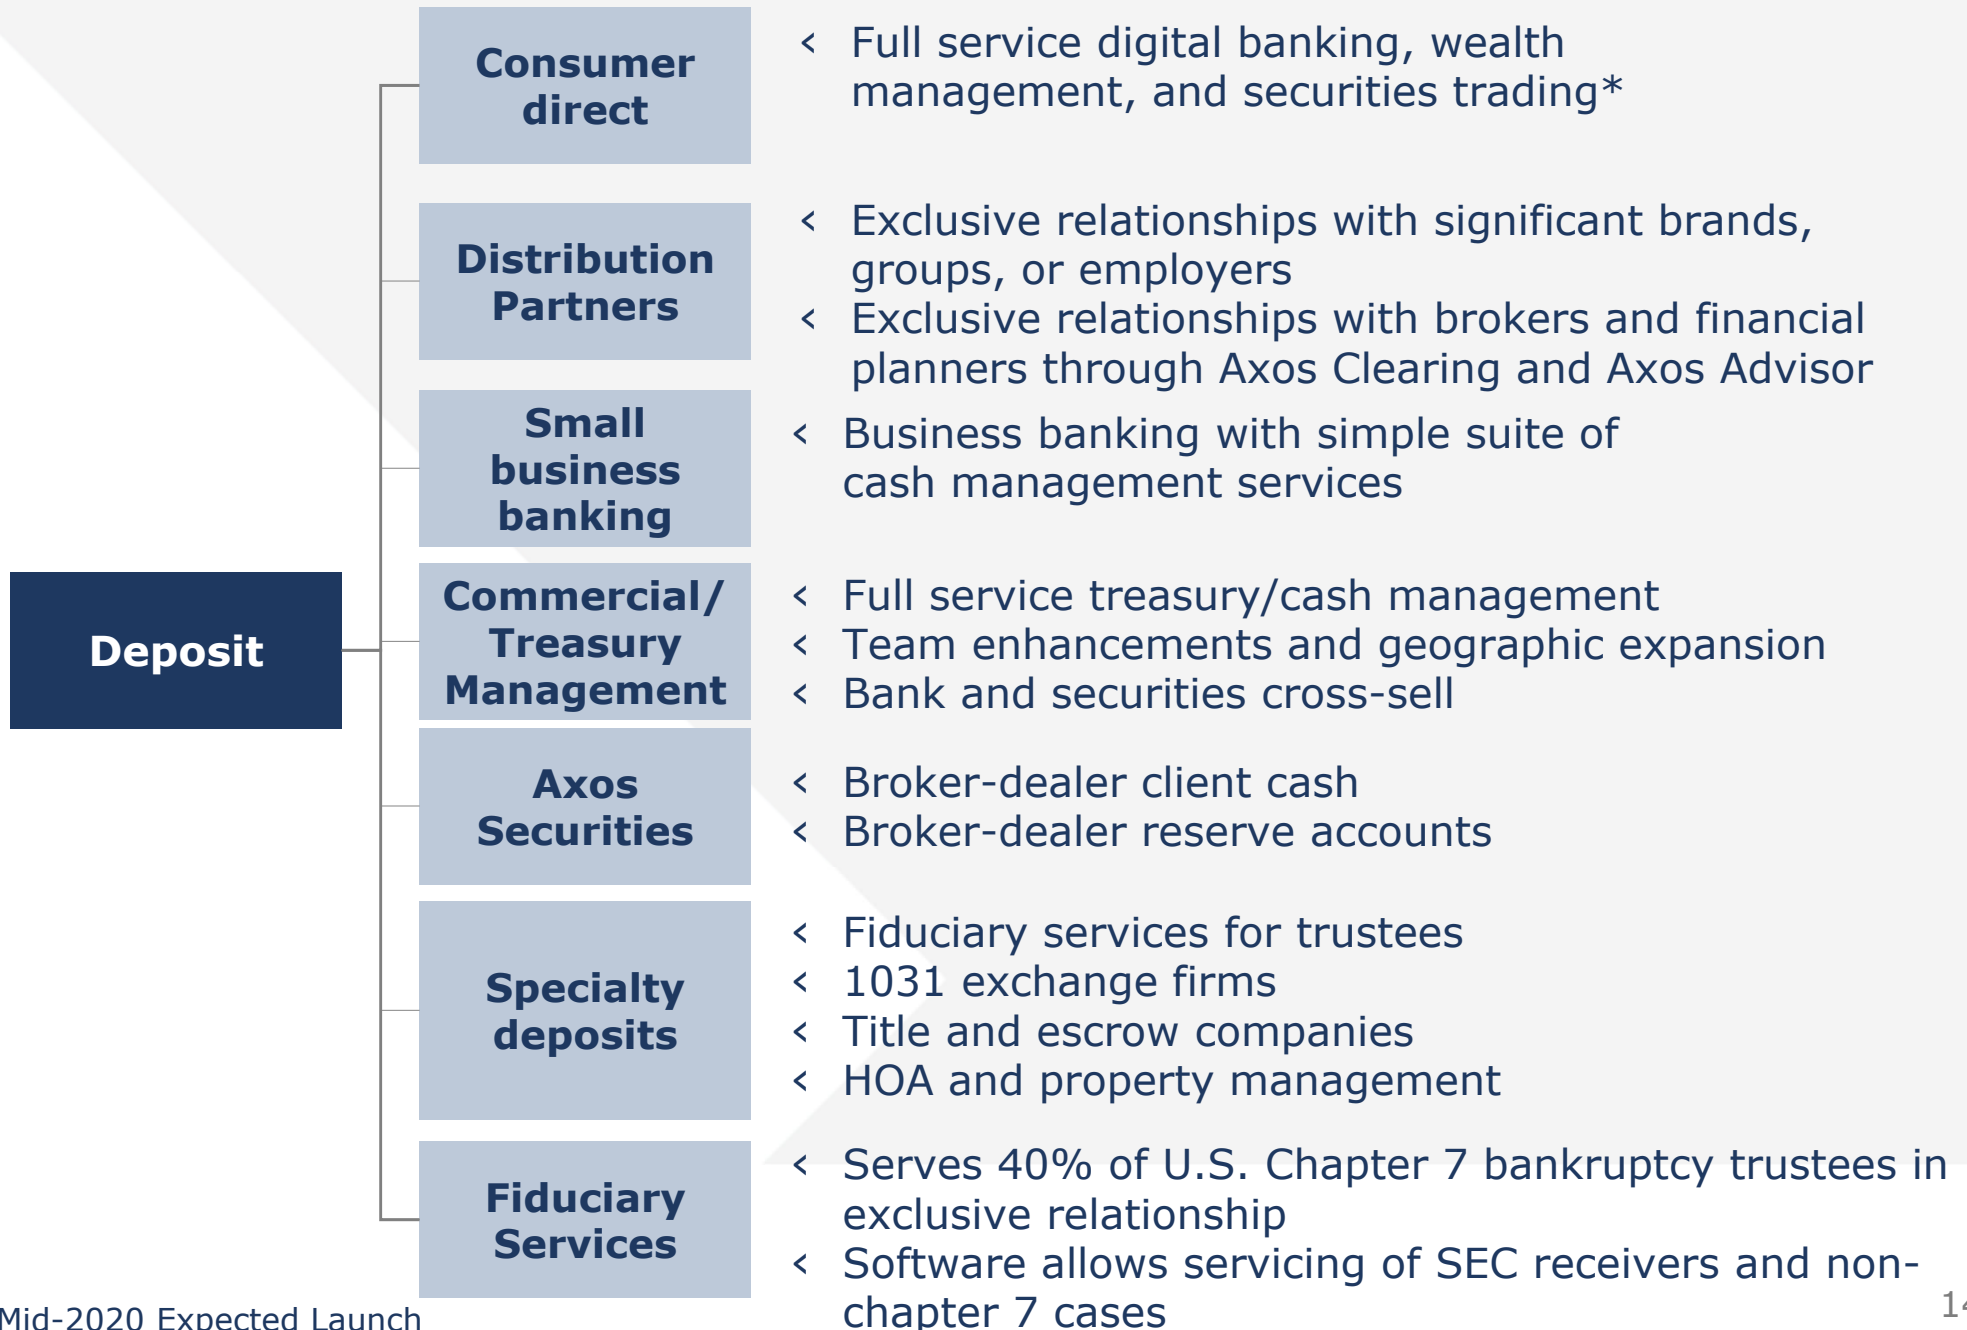 Consumer
direct
‹ Full service digital banking, wealth
management, and securities trading*
Distribution
Partners
‹ Exclusive relationships with significant brands,
groups, or employers
‹ Exclusive relationships with brokers and financial
planners through Axos Clearing and Axos Advisor
Small
business
banking
‹ Business banking with simple suite of
cash management services
Deposit
Commercial/
Treasury
Management
‹ Full service treasury/cash management
‹ Team enhancements and geographic expansion
‹ Bank and securities cross-sell
Axos
Securities
‹ Broker-dealer client cash
‹ Broker-dealer reserve accounts
Specialty
deposits
‹ Fiduciary services for trustees
‹ 1031 exchange firms
‹ Title and escrow companies
‹ HOA and property management
Fiduciary
Services
‹ Serves 40% of U.S. Chapter 7 bankruptcy trustees in
exclusive relationship
‹ Software allows servicing of SEC receivers and non-
chapter 7 cases
Mid-2020 Expected Launch
14